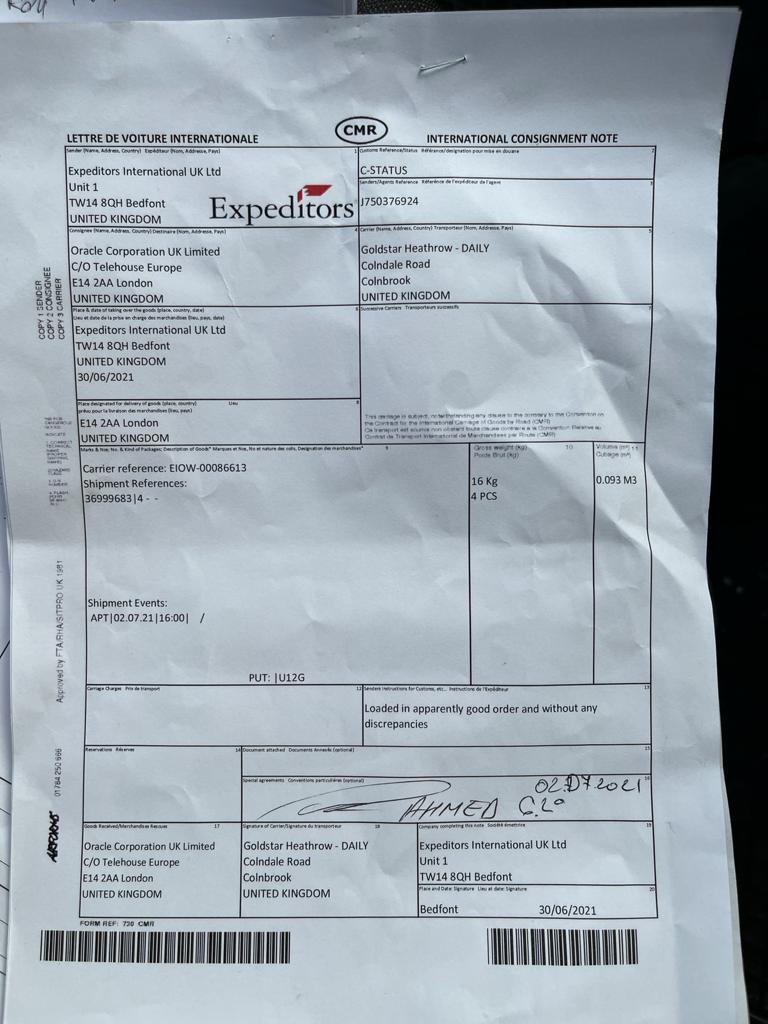 CMR
LETTRE DE VOITURE INTERNATIONALE
INTERNATIONAL CONSIGNMENT NOTE
Sender (Name, Address, Country) Expéditeur (Nom, Addresse, Pays) 1
Expeditors International UK Ltd
Unit 1
TW14 8QH Bedfont
UNITED KINGDOM
Expeditors
Customs Reference/Status Référence/désignation pour mise en douane 2
C-STATUS
Senders/Agents Reference Référence de l'expéditeur de l'agent 3
J750376924
Consignee (Name, Address, Country) Destinaire (Nom, Addresse, Pays) 4
Oracle Corporation UK Limited
C/O Telehouse Europe
E14 2AA London
UNITED KINGDOM
Carrier (Name, Address, Country) Transporteur (Nom, Addresse, Pays) 5
Goldstar Heathrow - DAILY
Colndale Road
Colnbrook
UNITED KINGDOM
COPY 1 SENDER
COPY 2 CONSIGNEE
COPY 3 CARRIER
Place & date of taking over the goods (place, country, date) 6
Lieu et date de la prise en charge des marchandises (lieu, pays, date)
Expeditors International UK Ltd
TW14 8QH Bedfont
UNITED KINGDOM
30/06/2021
Successive Carriers Transporteurs successifs 7
Place designated for delivery of goods (place, country) Lieu 8
prévu pour la livraison des marchandises (lieu, pays)
E14 2AA London
UNITED KINGDOM
This carriage is subject, notwithstanding any clause to the contrary to the Convention on
the Contract for the International Carriage of Goods by Road (CMR)
Ce transport est soumis non obstant toute clause contraire à la Convention Relative au
Contrat de Transport International de Marchandises par Route (CMR)
Marks & Nos; No. & Kind of Packages; Description of Goods* Marques et Nos, No et nature des colis, Designation des marchandises* 9
Gross weight (kg) 10
Poids Brut (kg)
Volume (m³) 11
Cubage (m³)
Carrier reference: EIOW-00086613
Shipment References:
36999683|4 - -
16 Kg
4 PCS
0.093 M3
Shipment Events:
APT|02.07.21|16:00| /
PUT: |U12G
Approved by FTA/RHA/SITPRO UK 1981
Carriage Charges Prix de transport 12
Senders Instructions for Customs, etc... Instructions de l'Expéditeur 13
Loaded in apparently good order and without any
discrepancies
Reservations Réserves 14
Document attached Documents Annexés (optional) 15
Special agreements Conventions particulières (optional) 16
02.07.2021
AHMED
01784 250 666
Goods Received/Merchandises Recues 17
Oracle Corporation UK Limited
C/O Telehouse Europe
E14 2AA London
UNITED KINGDOM
Signature of Carrier/Signature du transporteur 18
Goldstar Heathrow - DAILY
Colndale Road
Colnbrook
UNITED KINGDOM
Company completing this note Société émettrice 19
Expeditors International UK Ltd
Unit 1
TW14 8QH Bedfont
Place and Date: Signature Lieu et date: Signature 20
Bedfont 30/06/2021
FORM REF: 730 CMR